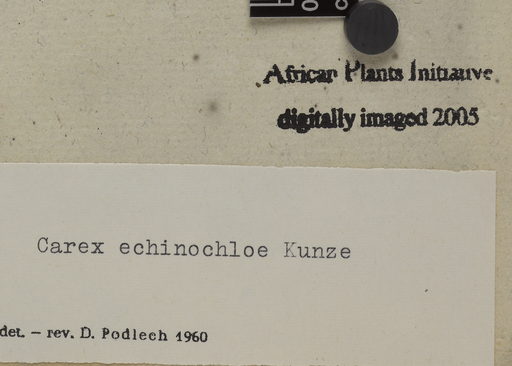 African Plants Initiative
digitally imaged 2005
Carex echinochloe Kunze
det. – rev. D. Podlech 1960